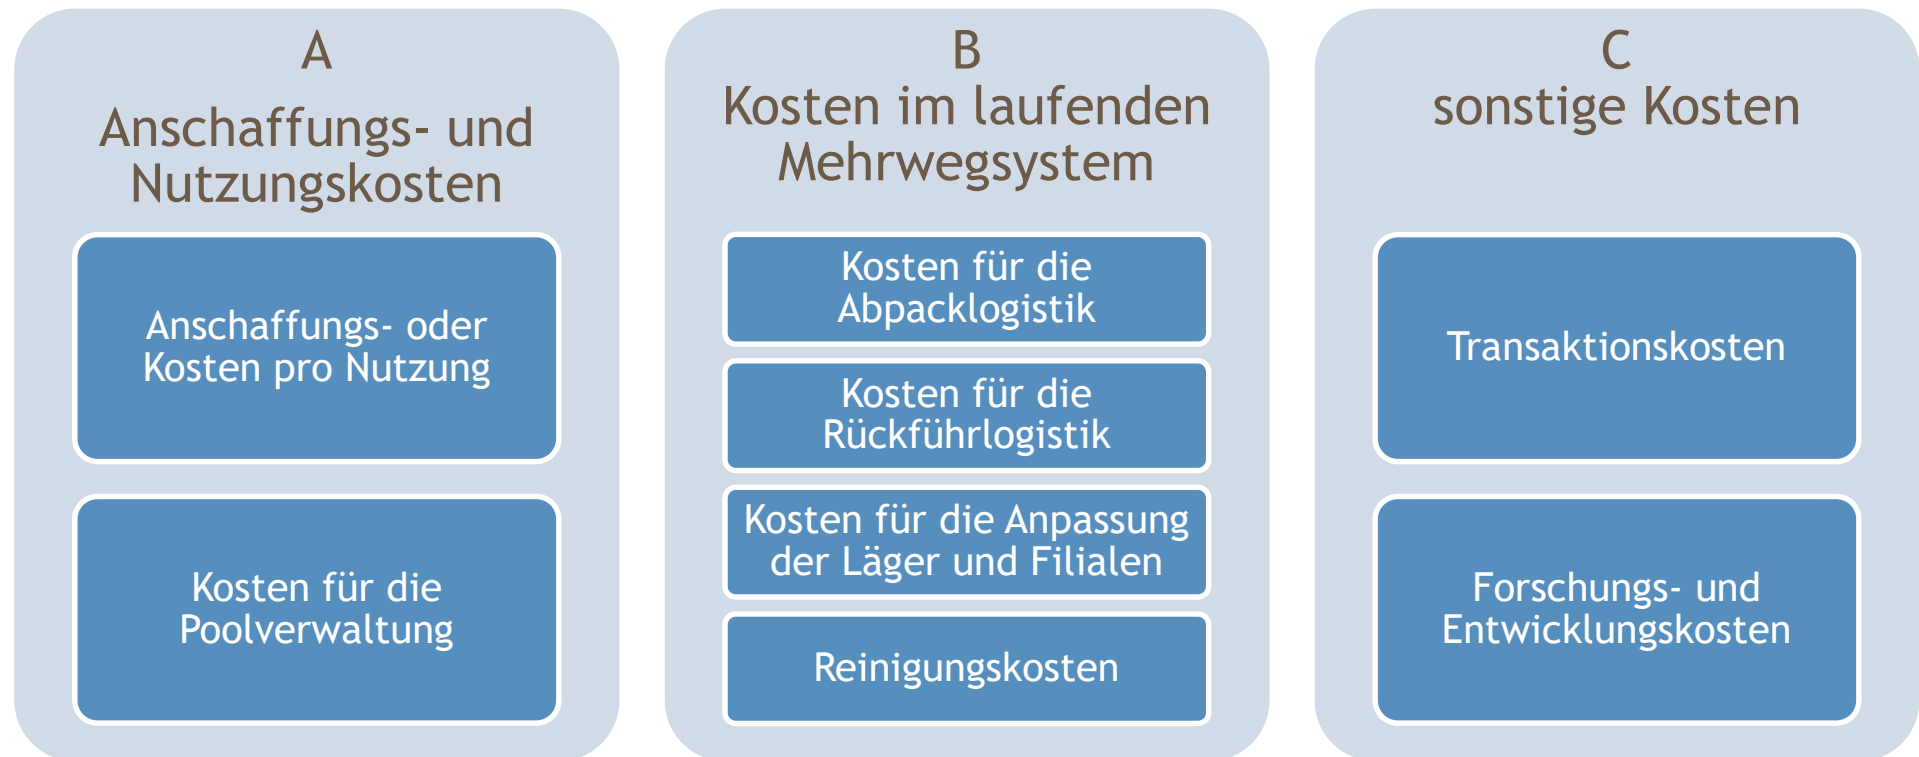 A
Anschaffungs- und
Nutzungskosten
Anschaffungs- oder
Kosten pro Nutzung
Kosten für die
Poolverwaltung
B
Kosten im laufenden
Mehrwegsystem
Kosten für die
Abpacklogistik
Kosten für die
Rückführlogistik
Kosten für die Anpassung
der Läger und Filialen
Reinigungskosten
C
sonstige Kosten
Transaktionskosten
Forschungs- und
Entwicklungskosten